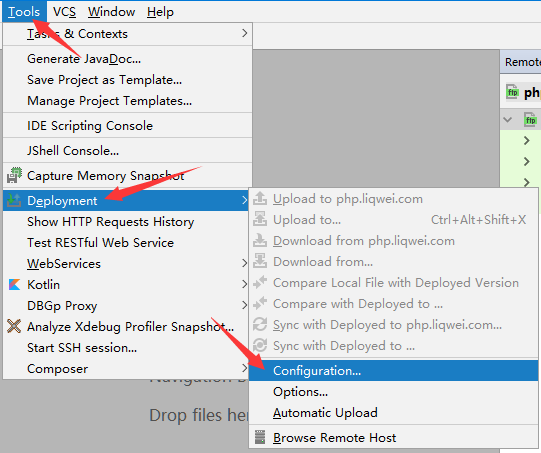 Tools VCS Window Help
Tasks & Contexts
Generate JavaDoc...
Save Project as Template...
Manage Project Templates...
IDE Scripting Console
JShell Console...
Capture Memory Snapshot
Deployment
Show HTTP Requests History
Test RESTful Web Service
WebServices
Kotlin
DBGp Proxy
Analyze Xdebug Profiler Snapshot...
Start SSH session...
Composer
Upload to php.liqwei.com
Upload to... Ctrl+Alt+Shift+X
Download from php.liqwei.com
Download from...
Compare Local File with Deployed Version
Compare with Deployed to ...
Sync with Deployed to php.liqwei.com...
Sync with Deployed to ...
Configuration...
Options...
Automatic Upload
Browse Remote Host
Drop files her
Remote
ftp php
ftp